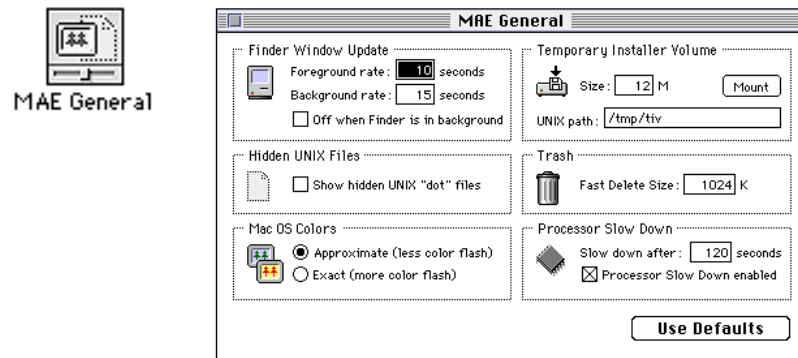 MAE General
MAE General
Finder Window Update
Foreground rate: 10 seconds
Background rate: 15 seconds
Off when Finder is in background
Temporary Installer Volume
Size: 12 M Mount
UNIX path: /tmp/tiv
Hidden UNIX Files
Show hidden UNIX "dot" files
Trash
Fast Delete Size: 1024 K
Mac OS Colors
Approximate (less color flash)
Exact (more color flash)
Processor Slow Down
Slow down after: 120 seconds
Processor Slow Down enabled
Use Defaults